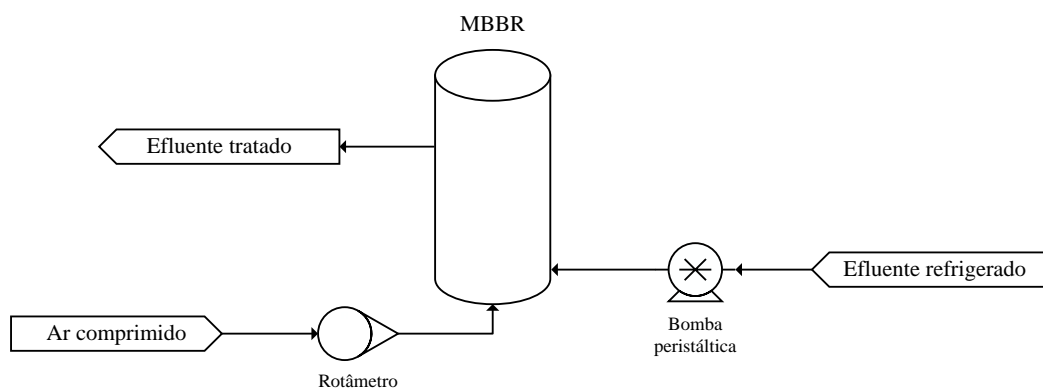 MBBR
Efluente tratado
Efluente refrigerado
Ar comprimido
Bomba
peristáltica
Rotâmetro